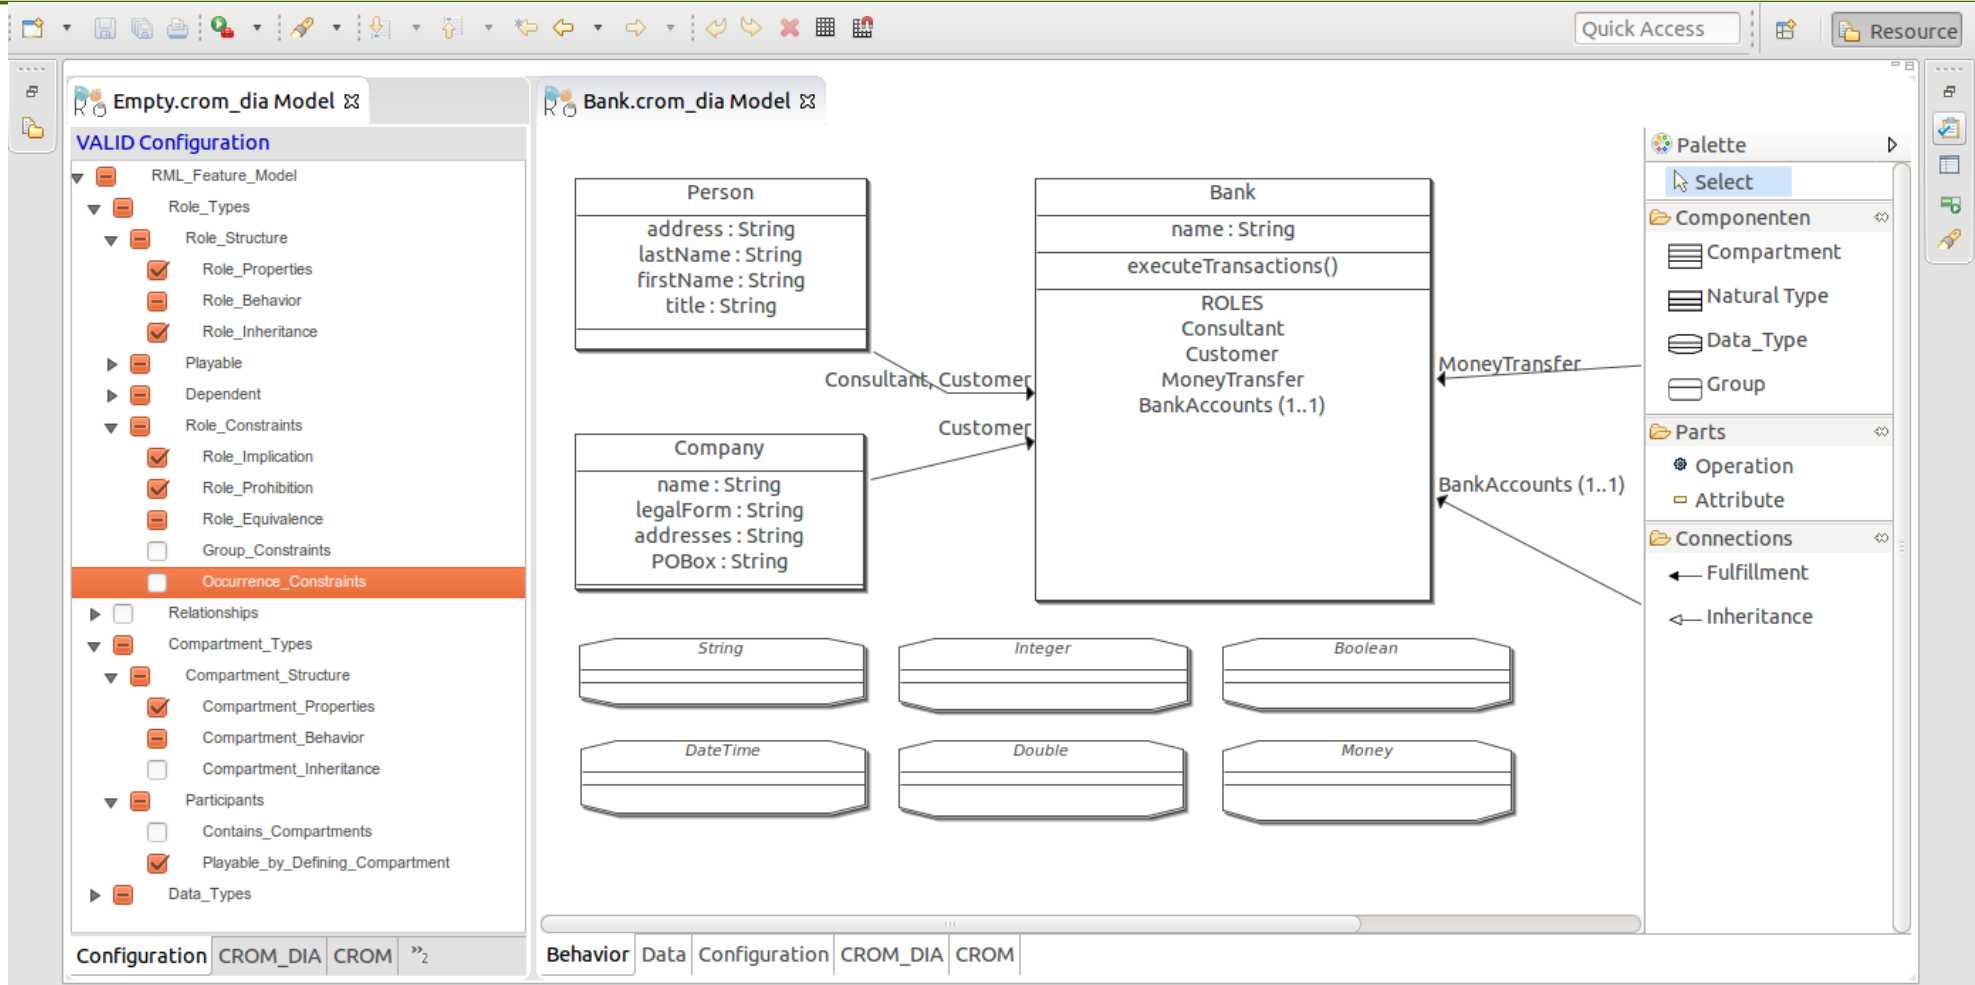 Quick Access
Resource
Empty.crom_dia Model
VALID Configuration
RML_Feature_Model
Role_Types
Role_Structure
Role_Properties
Role_Behavior
Role_Inheritance
Playable
Dependent
Role_Constraints
Role_Implication
Role_Prohibition
Role_Equivalence
Group_Constraints
Occurrence_Constraints
Relationships
Compartment_Types
Compartment_Structure
Compartment_Properties
Compartment_Behavior
Compartment_Inheritance
Participants
Contains_Compartments
Playable_by_Defining_Compartment
Data_Types
Configuration CROM_DIA CROM »2
Bank.crom_dia Model
Person
address : String
lastName : String
firstName : String
title : String
Consultant, Customer
Company
name : String
legalForm : String
addresses : String
POBox : String
Customer
Bank
name : String
executeTransactions()
ROLES
Consultant
Customer
MoneyTransfer
BankAccounts (1..1)
MoneyTransfer
BankAccounts (1..1)
String
Integer
Boolean
DateTime
Double
Money
Behavior Data Configuration CROM_DIA CROM
Palette
Select
Componenten
Compartment
Natural Type
Data_Type
Group
Parts
Operation
Attribute
Connections
Fulfillment
Inheritance